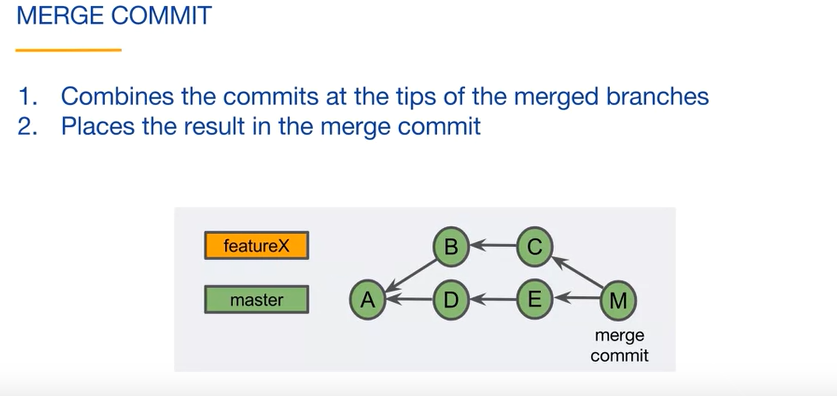 MERGE COMMIT
1. Combines the commits at the tips of the merged branches
2. Places the result in the merge commit
featureX
B
C
master
A
D
E
M
merge
commit